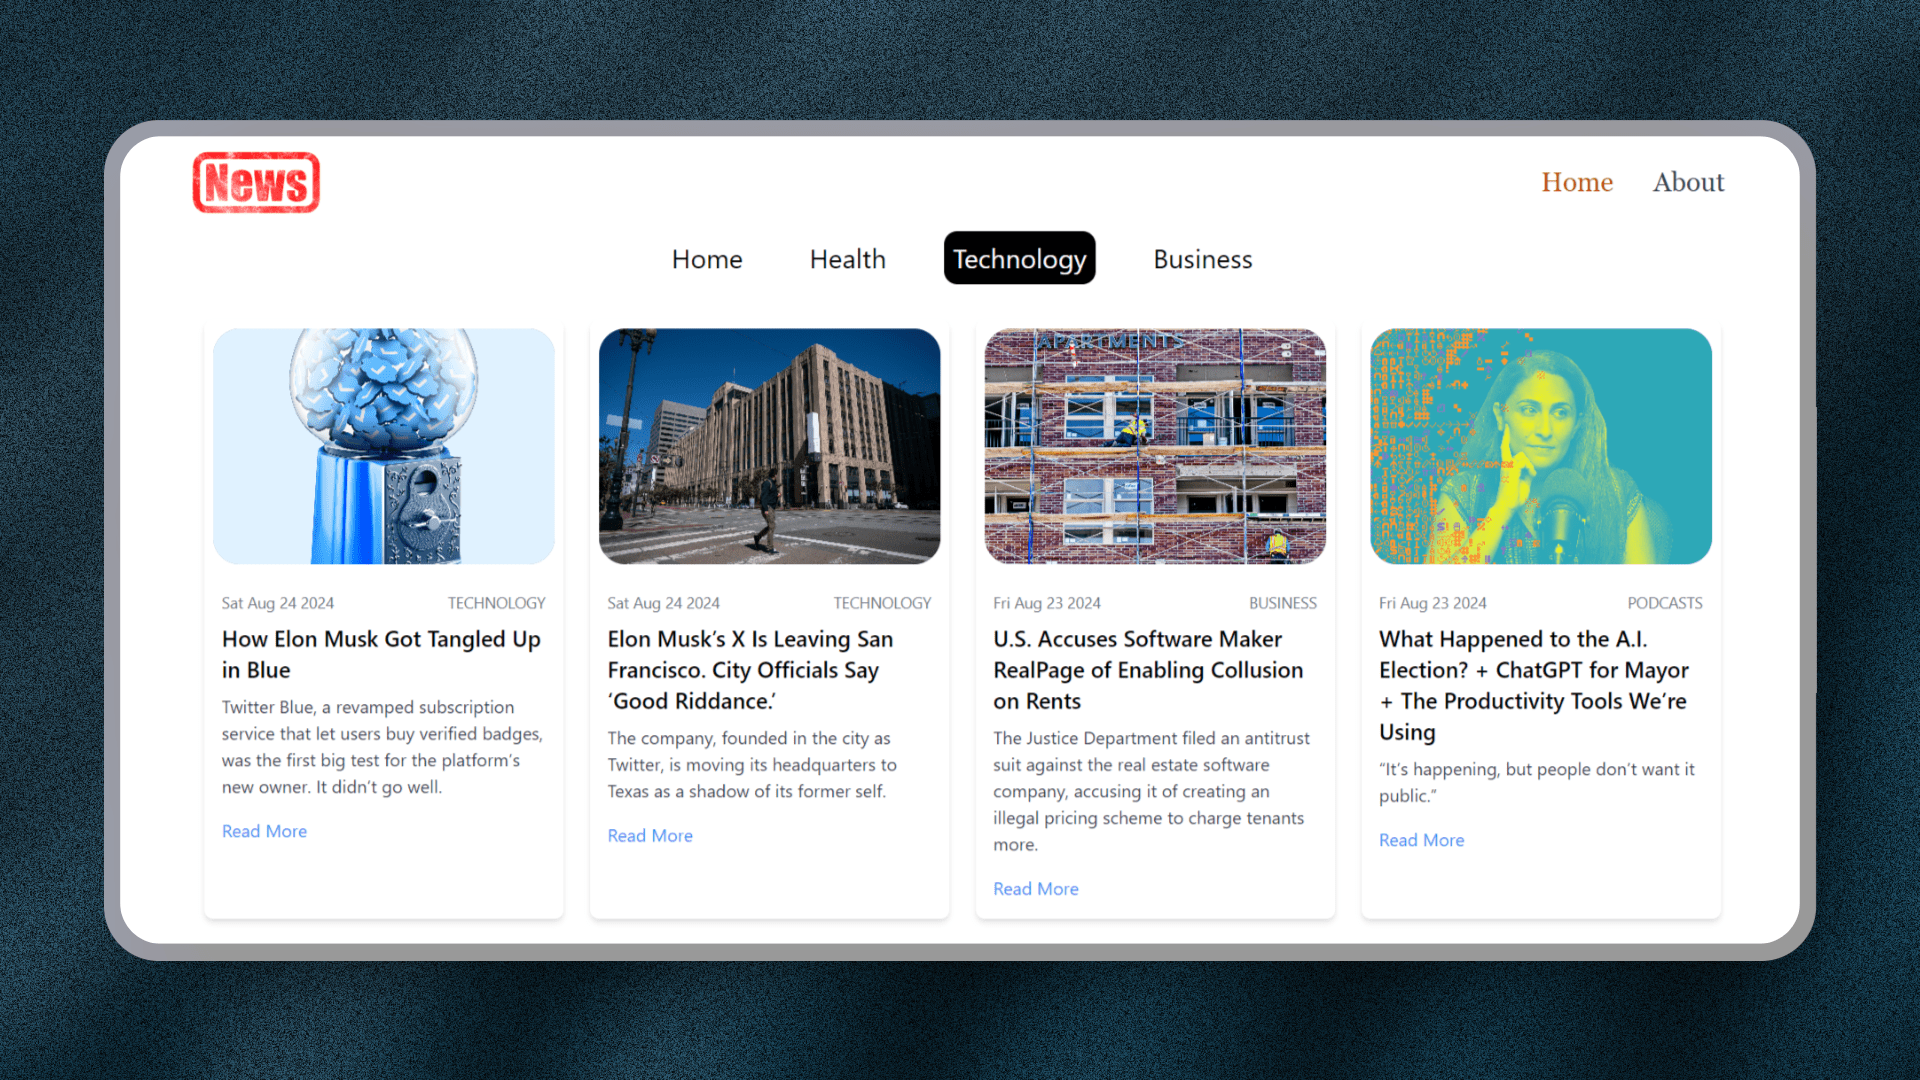 News
Home About
Home Health Technology Business
APARTMENTS
Sat Aug 24 2024 TECHNOLOGY
How Elon Musk Got Tangled Up
in Blue
Twitter Blue, a revamped subscription
service that let users buy verified badges,
was the first big test for the platform’s
new owner. It didn’t go well.
Read More
Sat Aug 24 2024 TECHNOLOGY
Elon Musk’s X Is Leaving San
Francisco. City Officials Say
‘Good Riddance.’
The company, founded in the city as
Twitter, is moving its headquarters to
Texas as a shadow of its former self.
Read More
Fri Aug 23 2024 BUSINESS
U.S. Accuses Software Maker
RealPage of Enabling Collusion
on Rents
The Justice Department filed an antitrust
suit against the real estate software
company, accusing it of creating an
illegal pricing scheme to charge tenants
more.
Read More
Fri Aug 23 2024 PODCASTS
What Happened to the A.I.
Election? + ChatGPT for Mayor
+ The Productivity Tools We’re
Using
“It’s happening, but people don’t want it
public.”
Read More